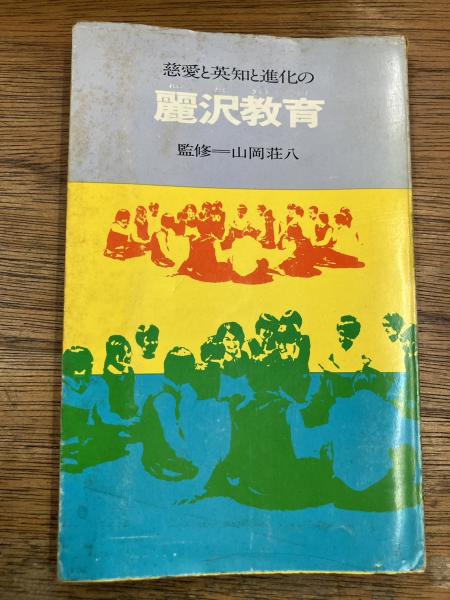 慈愛と英知と進化の
麗沢教育
監修＝山岡荘八